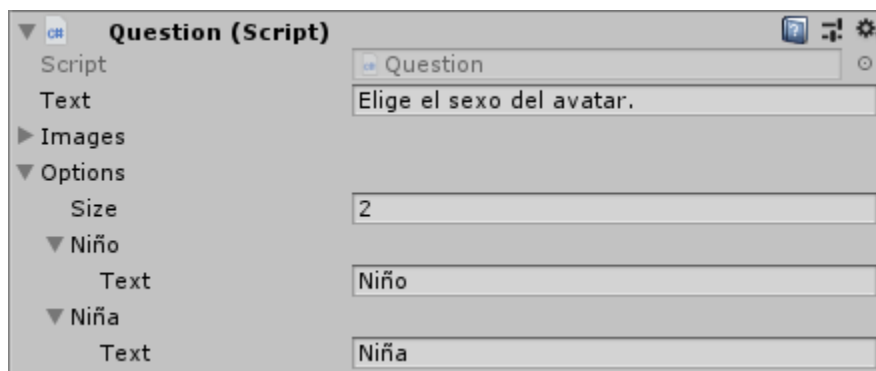 Question (Script)
Script Question
Text Elige el sexo del avatar.
Images
Options
Size 2
Niño
Text Niño
Niña
Text Niña